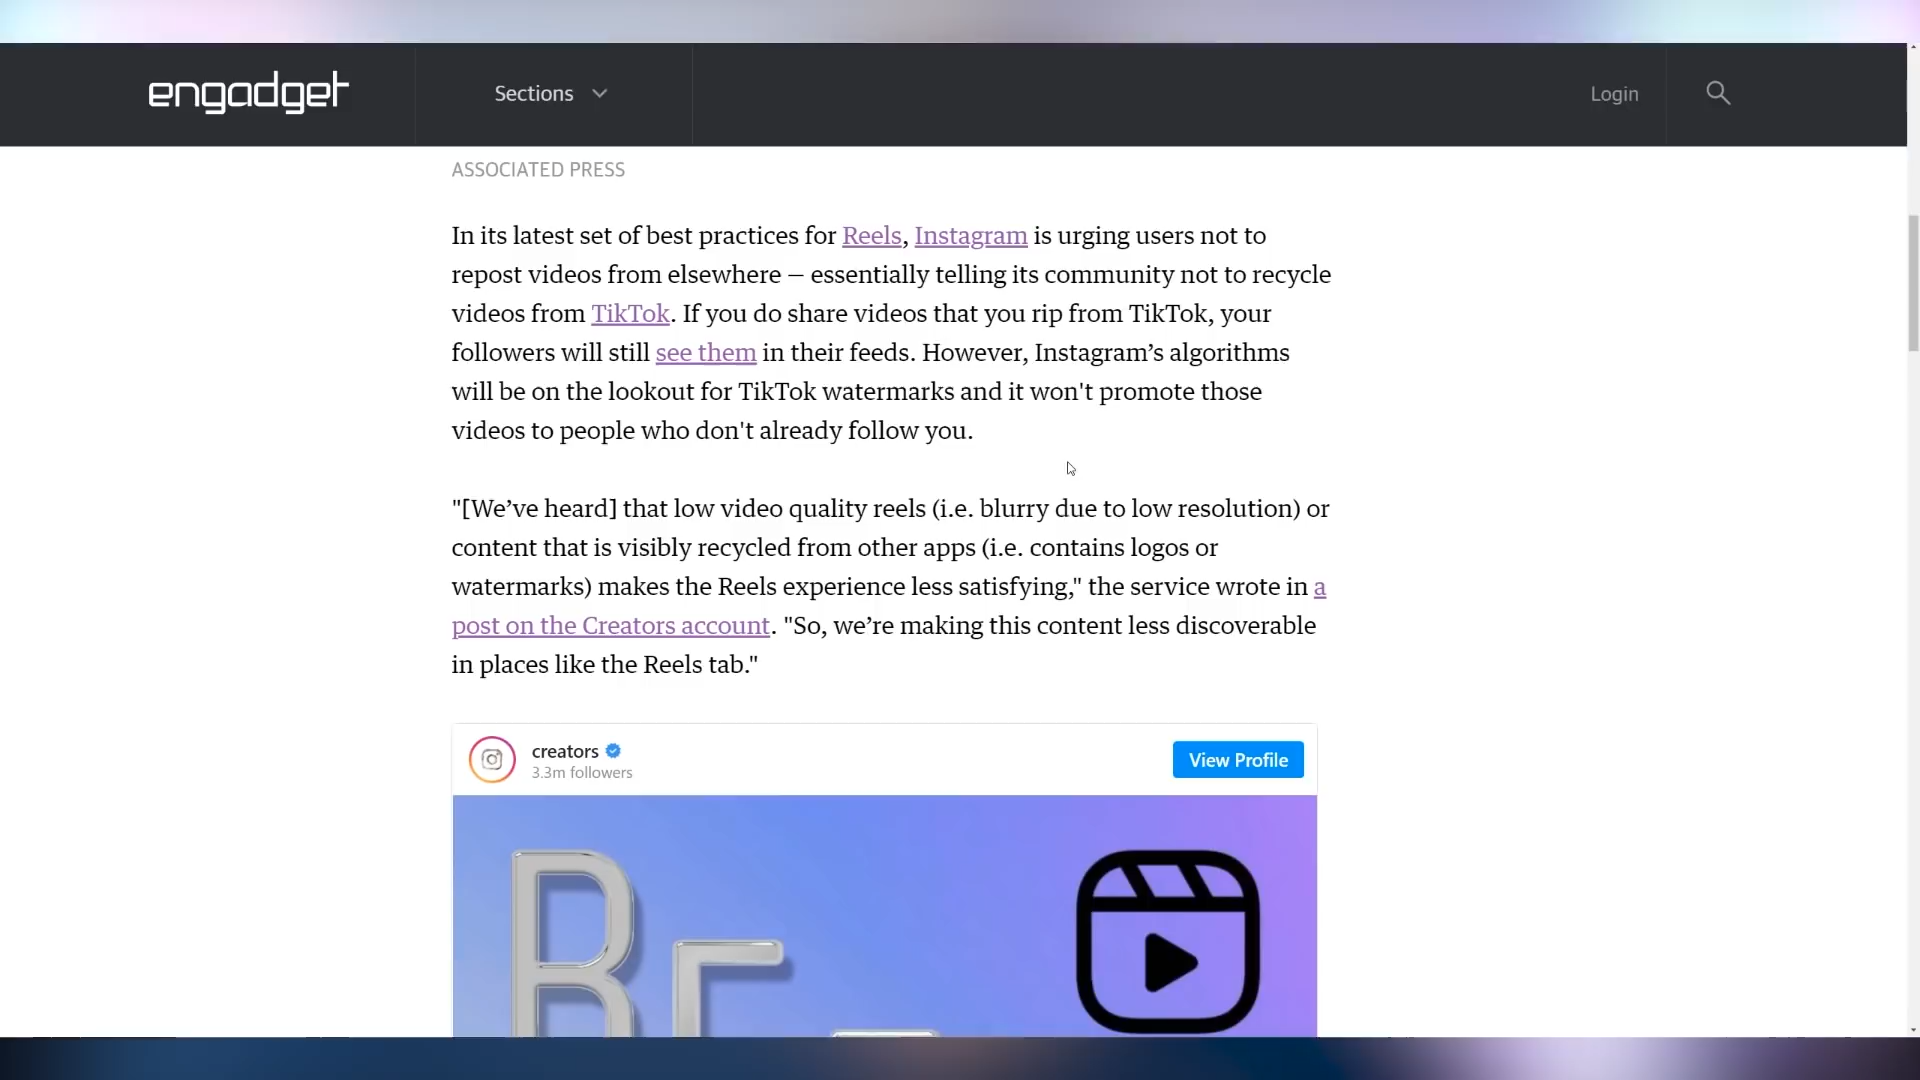 engadget
Sections
Login
ASSOCIATED PRESS
In its latest set of best practices for Reels, Instagram is urging users not to
repost videos from elsewhere — essentially telling its community not to recycle
videos from TikTok. If you do share videos that you rip from TikTok, your
followers will still see them in their feeds. However, Instagram’s algorithms
will be on the lookout for TikTok watermarks and it won't promote those
videos to people who don't already follow you.
"[We’ve heard] that low video quality reels (i.e. blurry due to low resolution) or
content that is visibly recycled from other apps (i.e. contains logos or
watermarks) makes the Reels experience less satisfying," the service wrote in a
post on the Creators account. "So, we’re making this content less discoverable
in places like the Reels tab."
creators
3.3m followers
View Profile